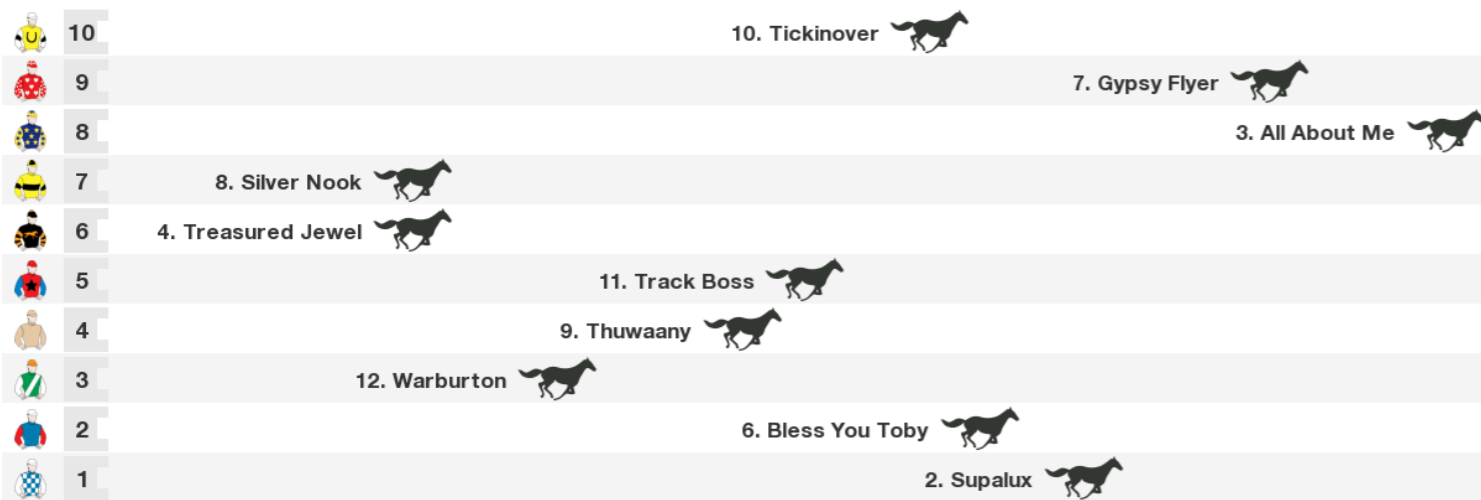 10 10. Tickinover
9 7. Gypsy Flyer
8 3. All About Me
7 8. Silver Nook
6 4. Treasured Jewel
5 11. Track Boss
4 9. Thuwaany
3 12. Warburton
2 6. Bless You Toby
1 2. Supalux